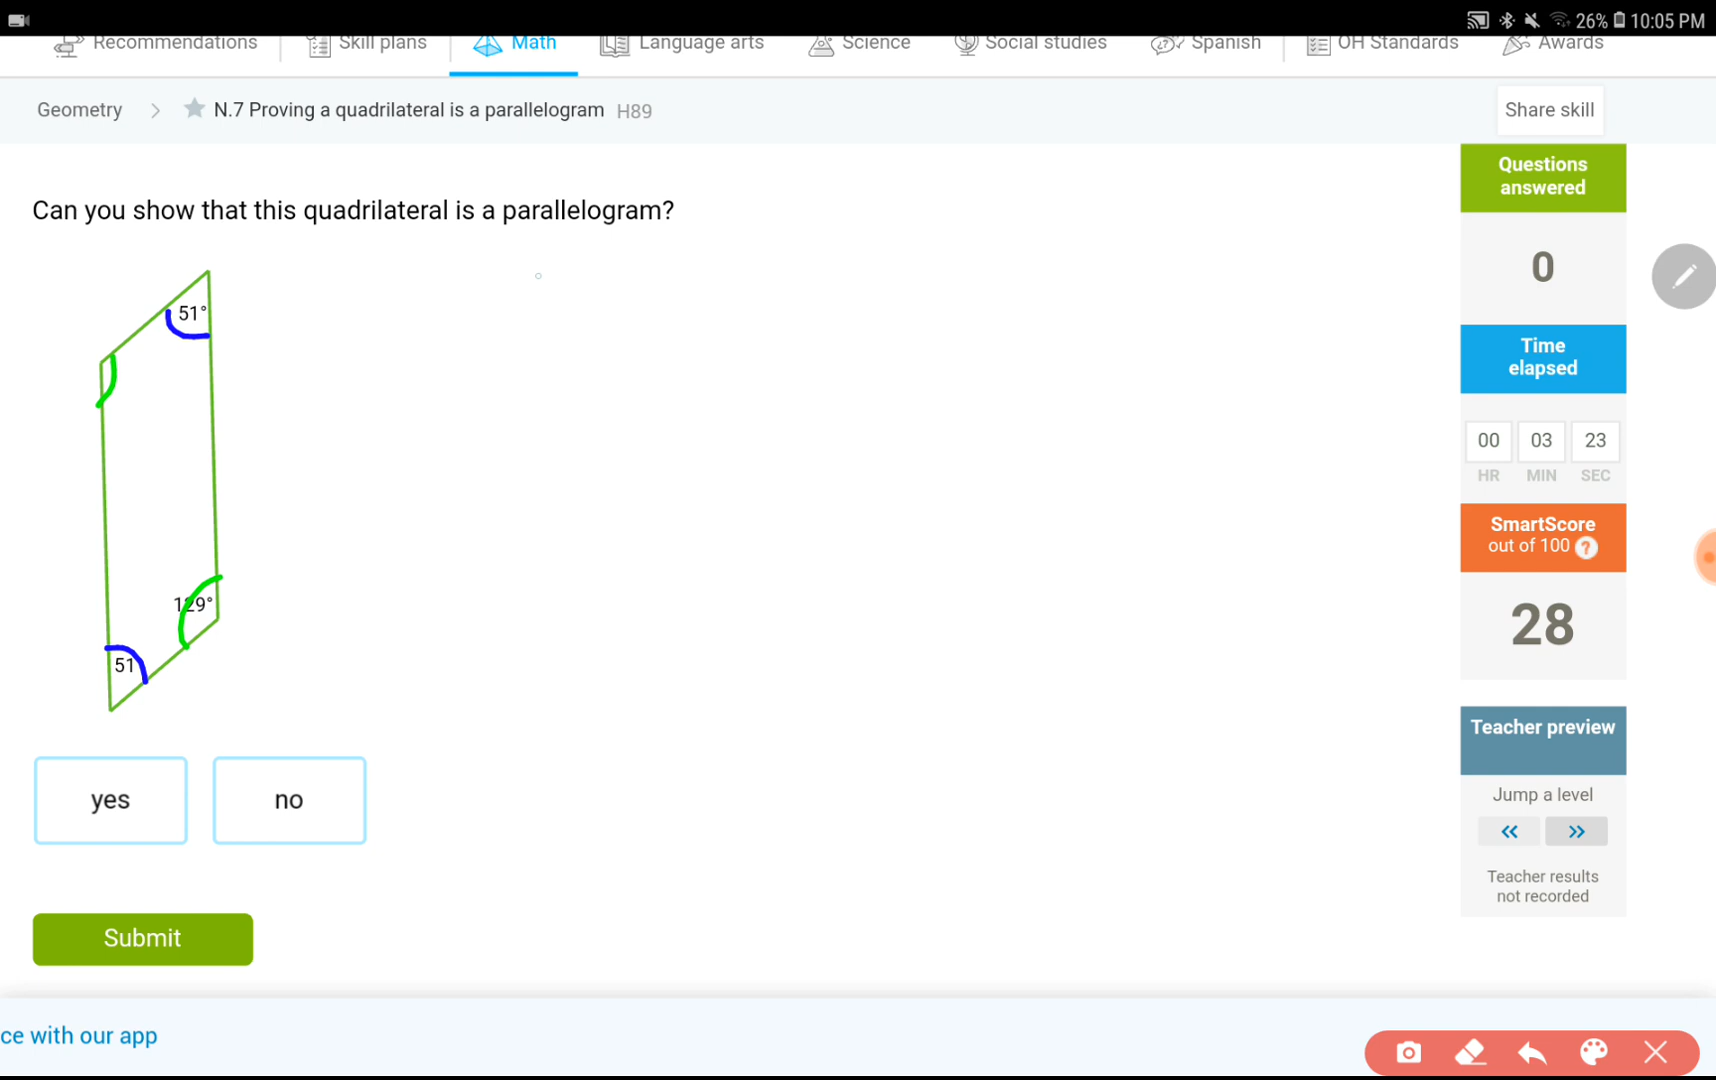 26% 10:05 PM
Recommendations Skill plans Math Language arts Science Social studies Spanish OH Standards Awards
Geometry > N.7 Proving a quadrilateral is a parallelogram H89
Share skill
Can you show that this quadrilateral is a parallelogram?
51°
129°
51
yes
no
Submit
Questions
answered
0
Time
elapsed
00 03 23
HR MIN SEC
SmartScore
out of 100 ?
28
Teacher preview
Jump a level
Teacher results
not recorded
ce with our app